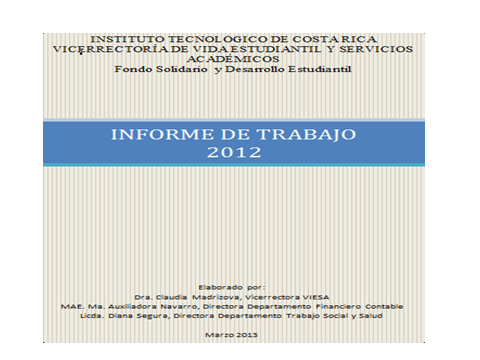 INSTITUTO TECNOLOGICO DE COSTA RICA
VICERRECTORÍA DE VIDA ESTUDIANTIL Y SERVICIOS
ACADÉMICOS
Fondo Solidario y Desarrollo Estudiantil
INFORME DE TRABAJO
2012
Elaborado por:
Dra. Claudia Madrizova, Vicerrectora VIESA
MAE. Ma. Auxiliadora Navarro, Directora Departamento Financiero Contable
Licda. Diana Segura, Directora Departamento Trabajo Social y Salud
Marzo 2013